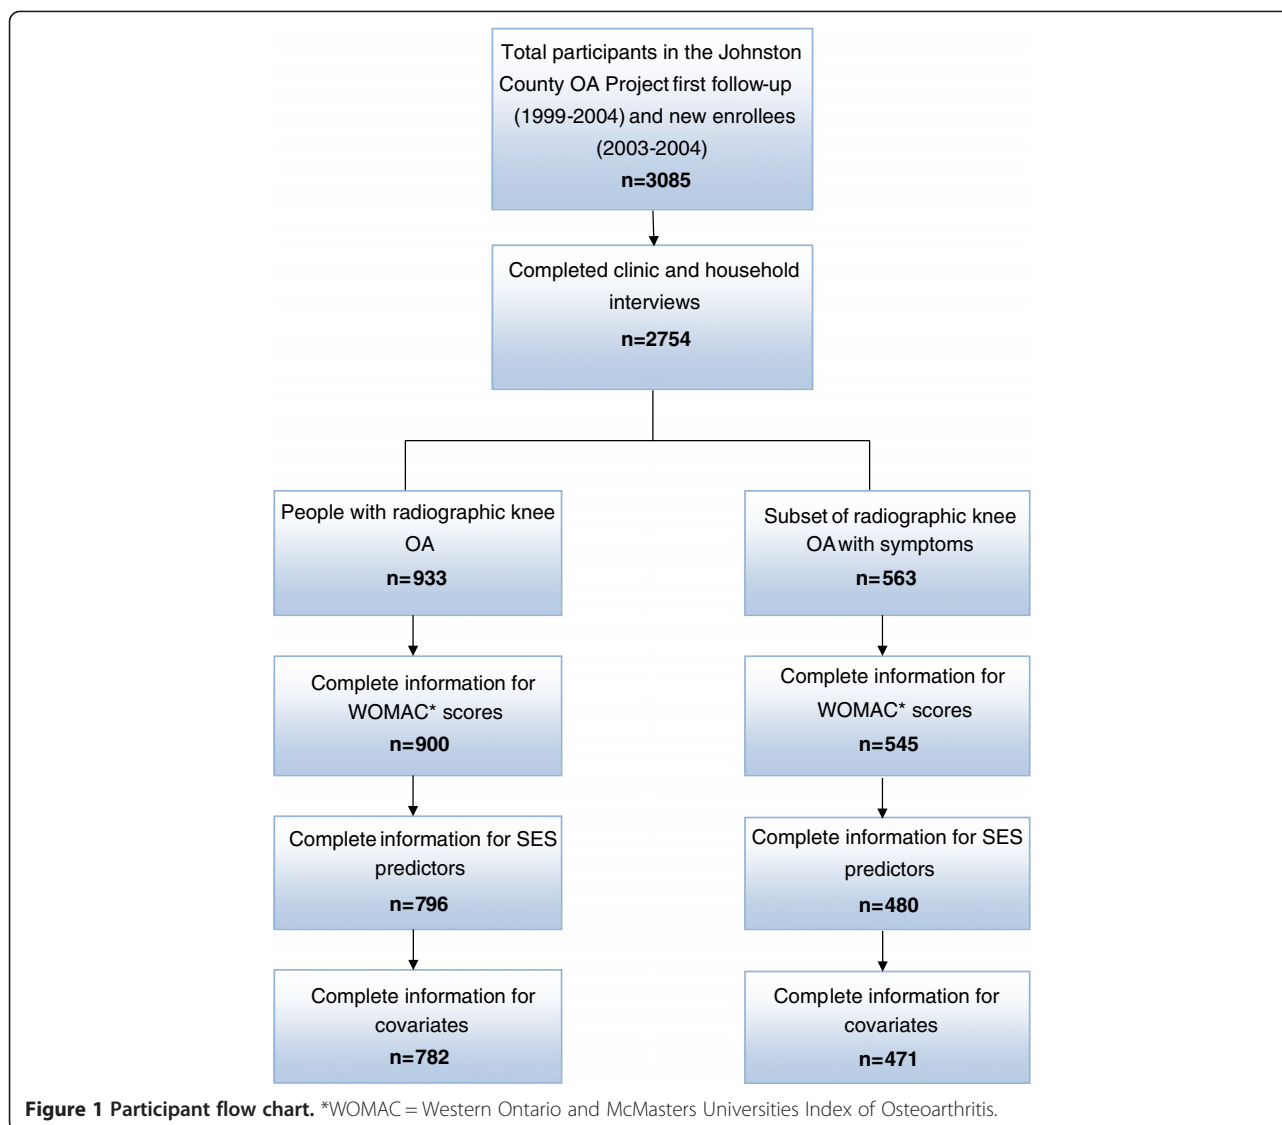 Total participants in the Johnston
County OA Project first follow-up
(1999-2004) and new enrollees
(2003-2004)
n=3085
Completed clinic and household
interviews
n=2754
People with radiographic knee
OA
n=933
Subset of radiographic knee
OA with symptoms
n=563
Complete information for
WOMAC* scores
n=900
Complete information for
WOMAC* scores
n=545
Complete information for SES
predictors
n=796
Complete information for SES
predictors
n=480
Complete information for
covariates
n=782
Complete information for
covariates
n=471
Figure 1 Participant flow chart. *WOMAC = Western Ontario and McMasters Universities Index of Osteoarthritis.